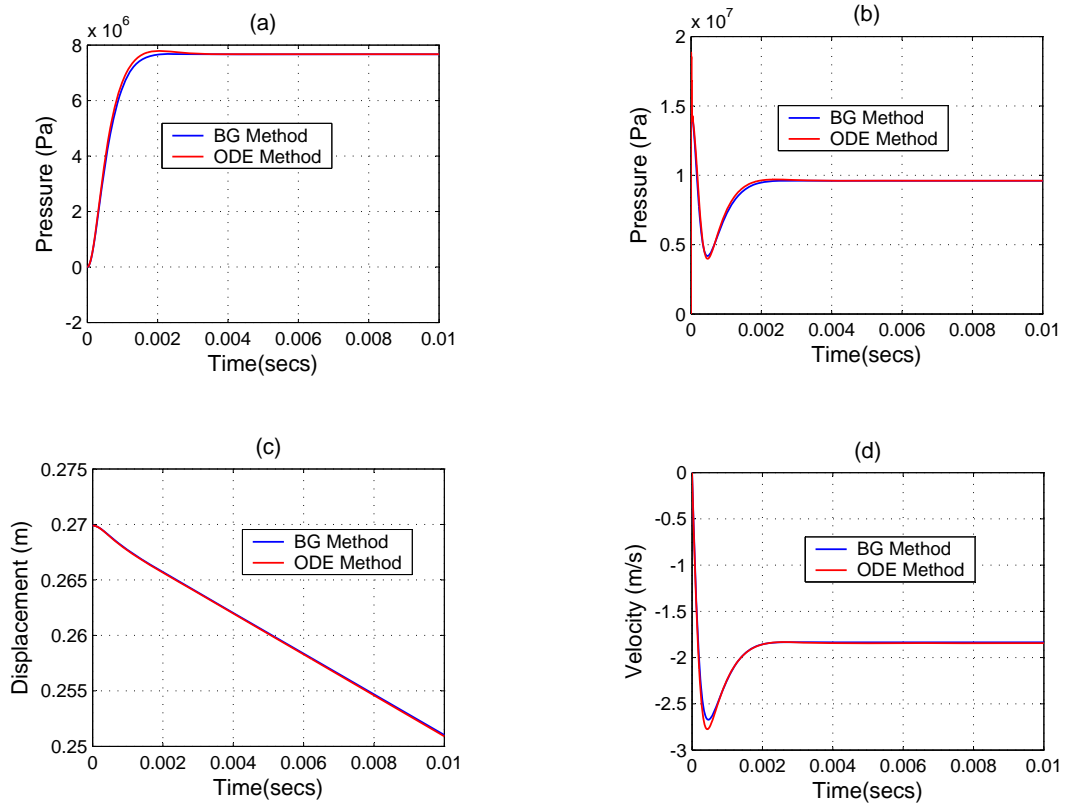 (a)
x 10^6
8
6
4
2
0
-2
Pressure (Pa)
BG Method
ODE Method
0 0.002 0.004 0.006 0.008 0.01
Time(secs)
(b)
x 10^7
2
1.5
1
0.5
0
Pressure (Pa)
BG Method
ODE Method
0 0.002 0.004 0.006 0.008 0.01
Time(secs)
(c)
0.275
0.27
0.265
0.26
0.255
0.25
Displacement (m)
BG Method
ODE Method
0 0.002 0.004 0.006 0.008 0.01
Time(secs)
(d)
0
-0.5
-1
-1.5
-2
-2.5
-3
Velocity (m/s)
BG Method
ODE Method
0 0.002 0.004 0.006 0.008 0.01
Time(secs)